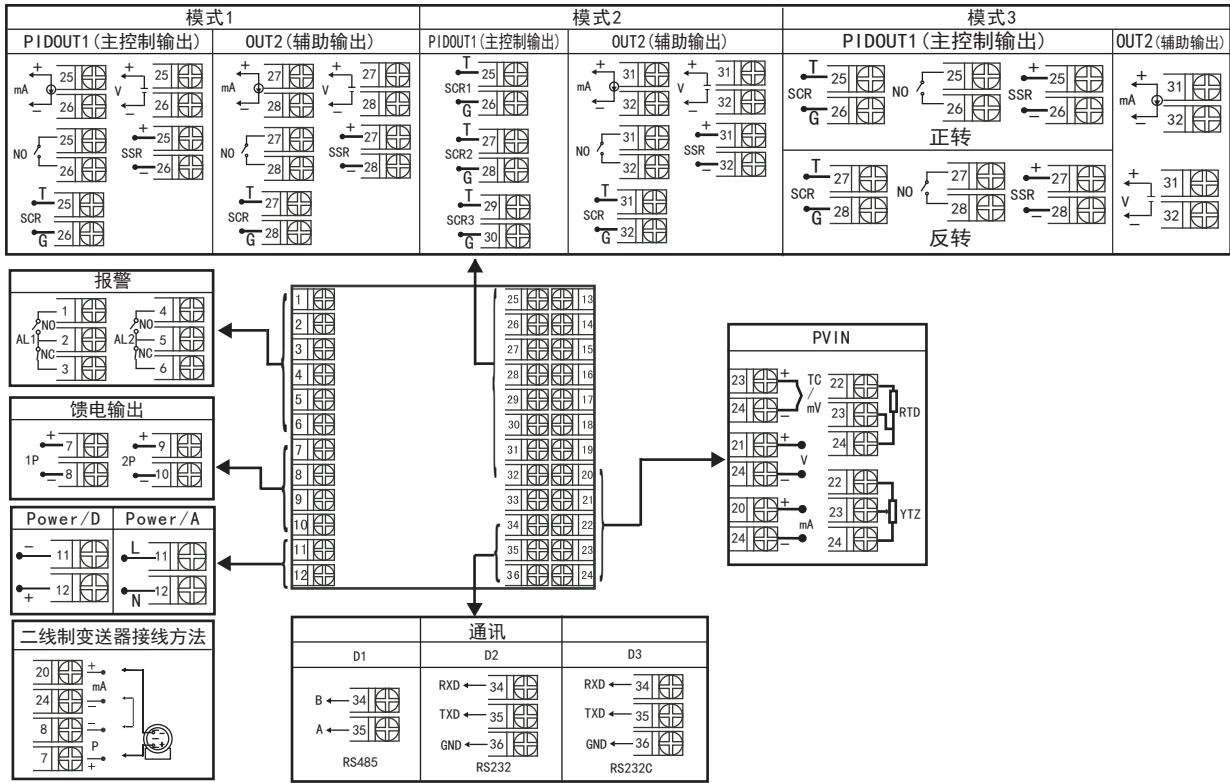 模式1 模式2 模式3
PIDOUT1(主控制输出) OUT2(辅助输出) PIDOUT1(主控制输出) OUT2(辅助输出) PIDOUT1(主控制输出) OUT2(辅助输出)
+ 25 + 25
mA V
− 26 − 26
25 + 25
NO SSR
26 − 26
T 25
SCR
G 26
+ 27 + 27
mA V
− 28 − 28
27 + 27
NO SSR
28 − 28
T 27
SCR
G 28
T 25
SCR1
G 26
T 27
SCR2
G 28
T 29
SCR3
G 30
+ 31 + 31
mA V
− 32 − 32
31 + 31
NO SSR
32 − 32
T 31
SCR
G 32
T 25 25 + 25
SCR NO SSR
G 26 26 − 26
正转
T 27 27 + 27
SCR NO SSR
G 28 28 − 28
反转
+ 31
mA
− 32
+ 31
V
− 32
报警
1 4
NO NO
AL1 2 AL2 5
NC NC
3 6
馈电输出
+ 7 + 9
1P 2P
− 8 − 10
Power/D Power/A
− 11 L 11
+ 12 N 12
二线制变送器接线方法
20 +
mA
24 −
8 −
P
7 +
1 25 13
2 26 14
3 27 15
4 28 16
5 29 17
6 30 18
7 31 19
8 32 20
9 33 21
10 34 22
11 35 23
12 36 24
PVIN
23 + TC 22
/
24 − mV 23 RTD
24
21 +
V
24 −
22
20 + 23 YTZ
mA
24 − 24
通讯
D1 D2 D3
B 34
A 35
RS485
RXD 34
TXD 35
GND 36
RS232
RXD 34
TXD 35
GND 36
RS232C